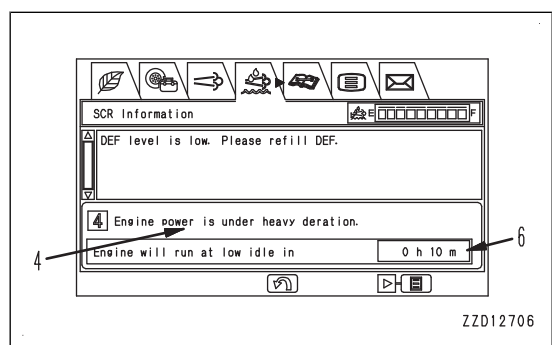 SCR Information E F
DEF level is low. Please refill DEF.
4 Engine power is under heavy deration.
4
Engine will run at low idle in 0 h 10 m
6
ZZD12706